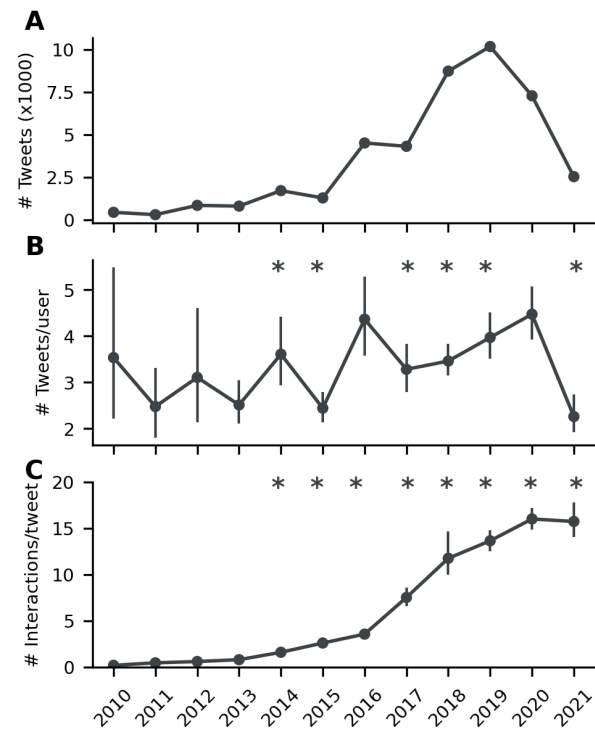 A
# Tweets (x1000)
10
7.5
5
2.5
0
B
* * * * * *
# Tweets/user
5
4
3
2
C
* * * * * * * *
# Interactions/tweet
20
15
10
5
0
2010 2011 2012 2013 2014 2015 2016 2017 2018 2019 2020 2021